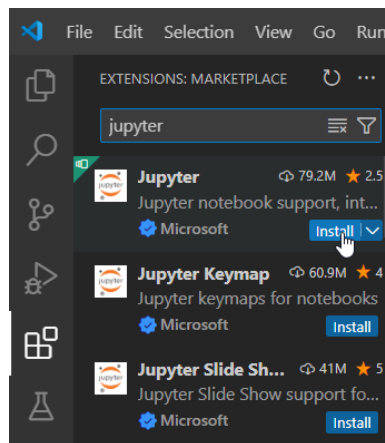 File Edit Selection View Go Run
EXTENSIONS: MARKETPLACE
jupyter
Jupyter 79.2M 2.5
Jupyter notebook support, int...
Microsoft Install
Jupyter Keymap 60.9M 4
Jupyter keymaps for notebooks
Microsoft Install
Jupyter Slide Sh... 41M 5
Jupyter Slide Show support fo...
Microsoft Install